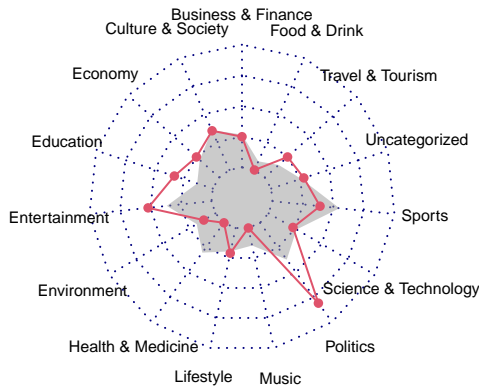 Business & Finance
Culture & Society
Food & Drink
Economy
Travel & Tourism
Education
Uncategorized
Entertainment
Sports
Environment
Science & Technology
Health & Medicine
Politics
Lifestyle
Music